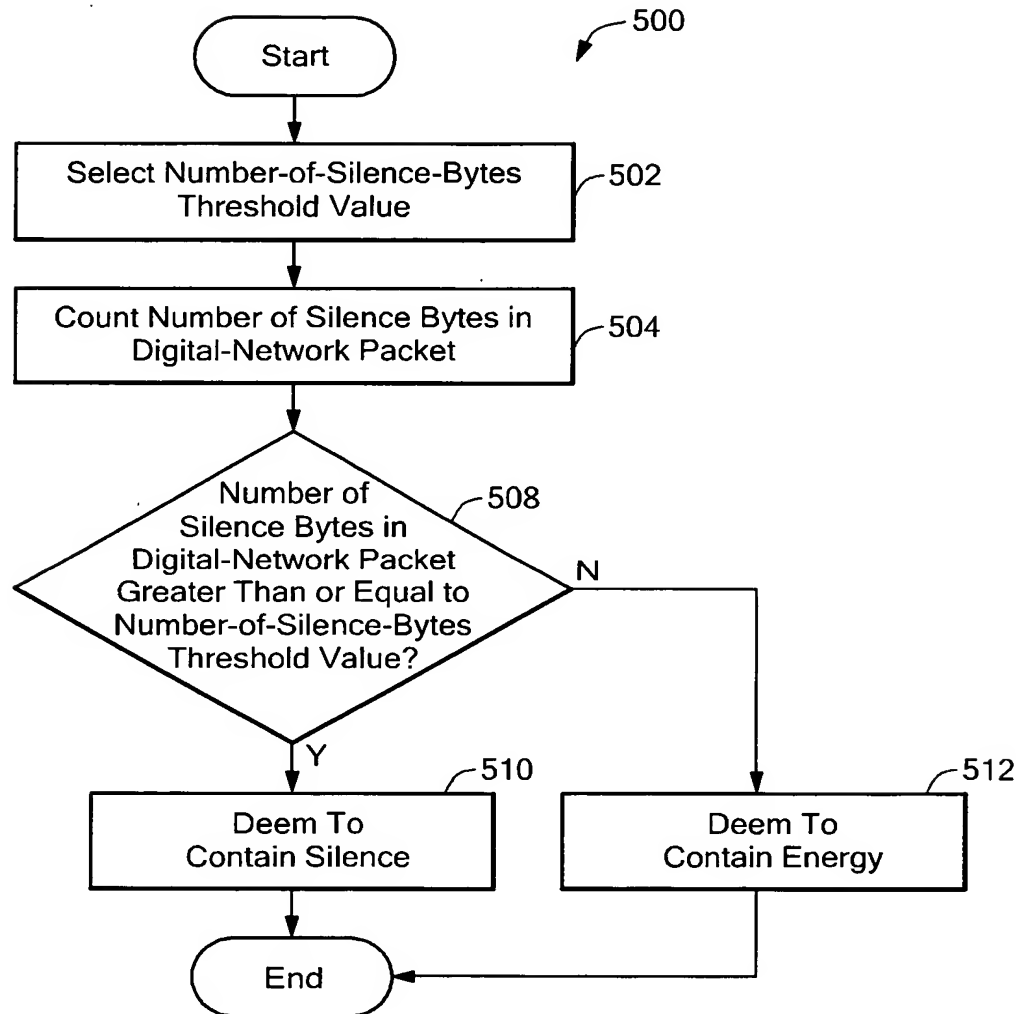 500
Start
Select Number-of-Silence-Bytes
Threshold Value
502
Count Number of Silence Bytes in
Digital-Network Packet
504
Number of
Silence Bytes in
Digital-Network Packet
Greater Than or Equal to
Number-of-Silence-Bytes
Threshold Value?
508
N
Y
510
Deem To
Contain Silence
512
Deem To
Contain Energy
End